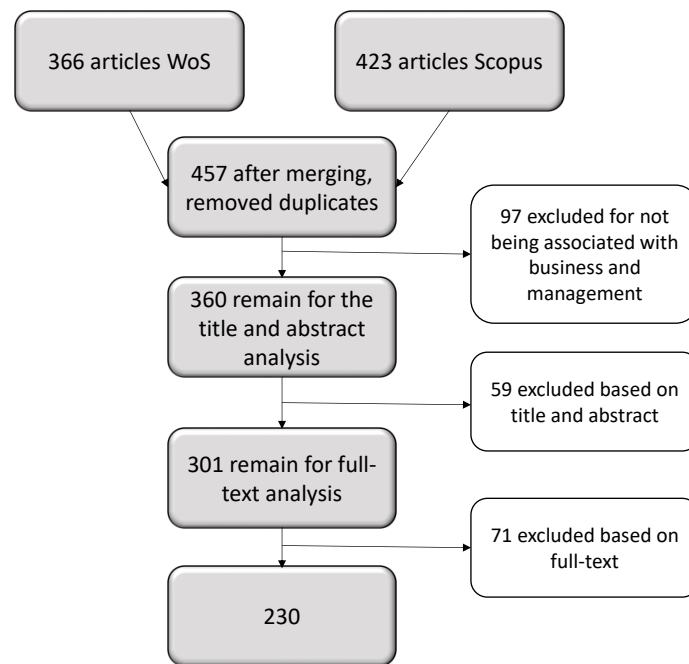 366 articles WoS
423 articles Scopus
457 after merging,
removed duplicates
97 excluded for not
being associated with
business and
management
360 remain for the
title and abstract
analysis
59 excluded based on
title and abstract
301 remain for full-
text analysis
71 excluded based on
full-text
230